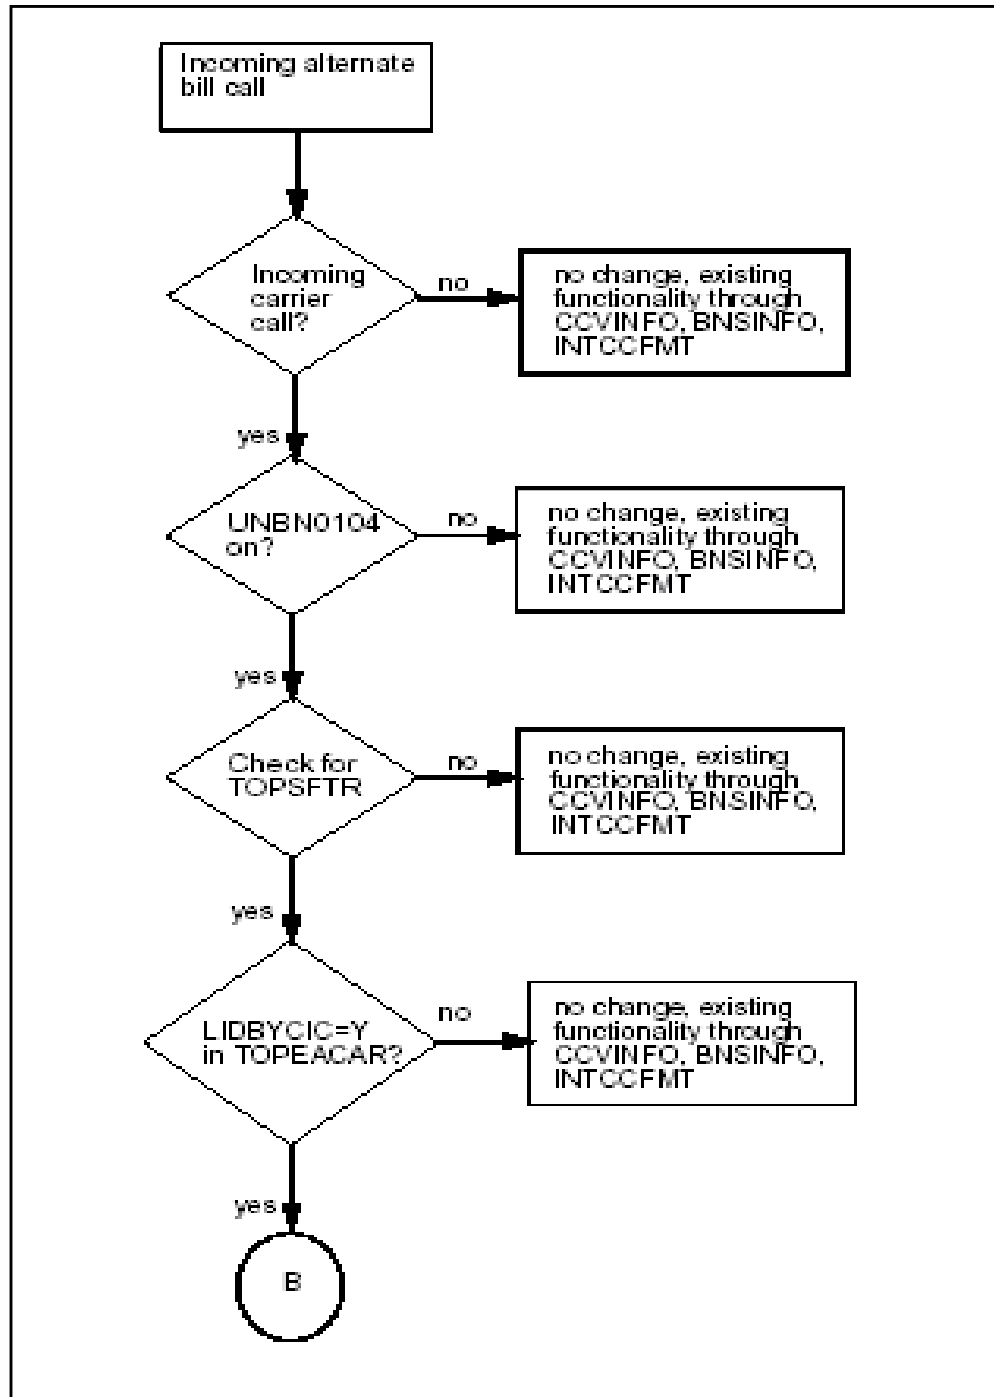 Incoming alternate
bill call
Incoming
carrier
call?
no
no change, existing
functionality through
CCVINFO, BNSINFO,
INTCCFMT
yes
UNBN0104
on?
no
no change, existing
functionality through
CCVINFO, BNSINFO,
INTCCFMT
yes
Check for
TOPSFTR
no
no change, existing
functionality through
CCVINFO, BNSINFO,
INTCCFMT
yes
LIDBYCIC=Y
in TOPEACAR?
no
no change, existing
functionality through
CCVINFO, BNSINFO,
INTCCFMT
yes
B